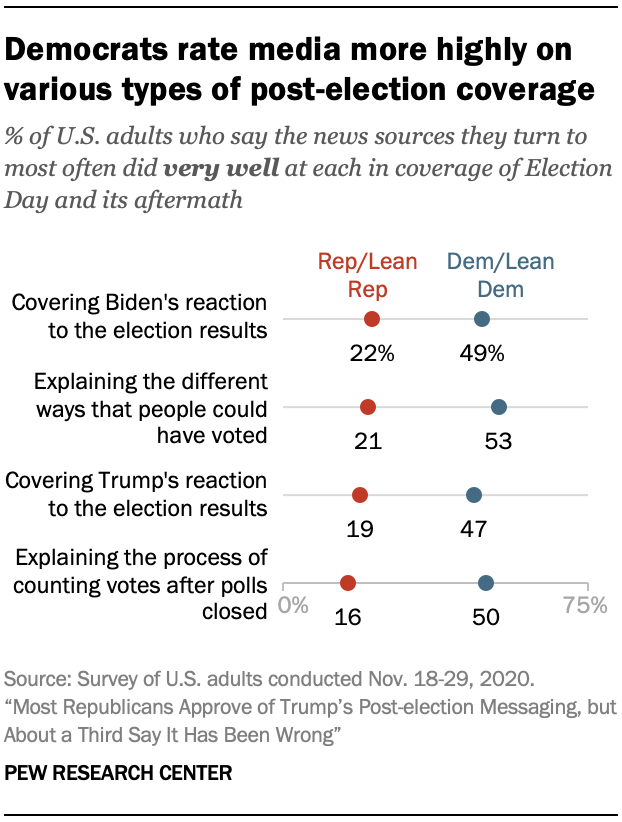 Democrats rate media more highly on
various types of post-election coverage
% of U.S. adults who say the news sources they turn to
most often did very well at each in coverage of Election
Day and its aftermath
Rep/Lean
Rep
Dem/Lean
Dem
Covering Biden's reaction
to the election results
22%
49%
Explaining the different
ways that people could
have voted
21
53
Covering Trump's reaction
to the election results
19
47
Explaining the process of
counting votes after polls
closed
0%
16
50
75%
Source: Survey of U.S. adults conducted Nov. 18-29, 2020.
“Most Republicans Approve of Trump’s Post-election Messaging, but
About a Third Say It Has Been Wrong”
PEW RESEARCH CENTER